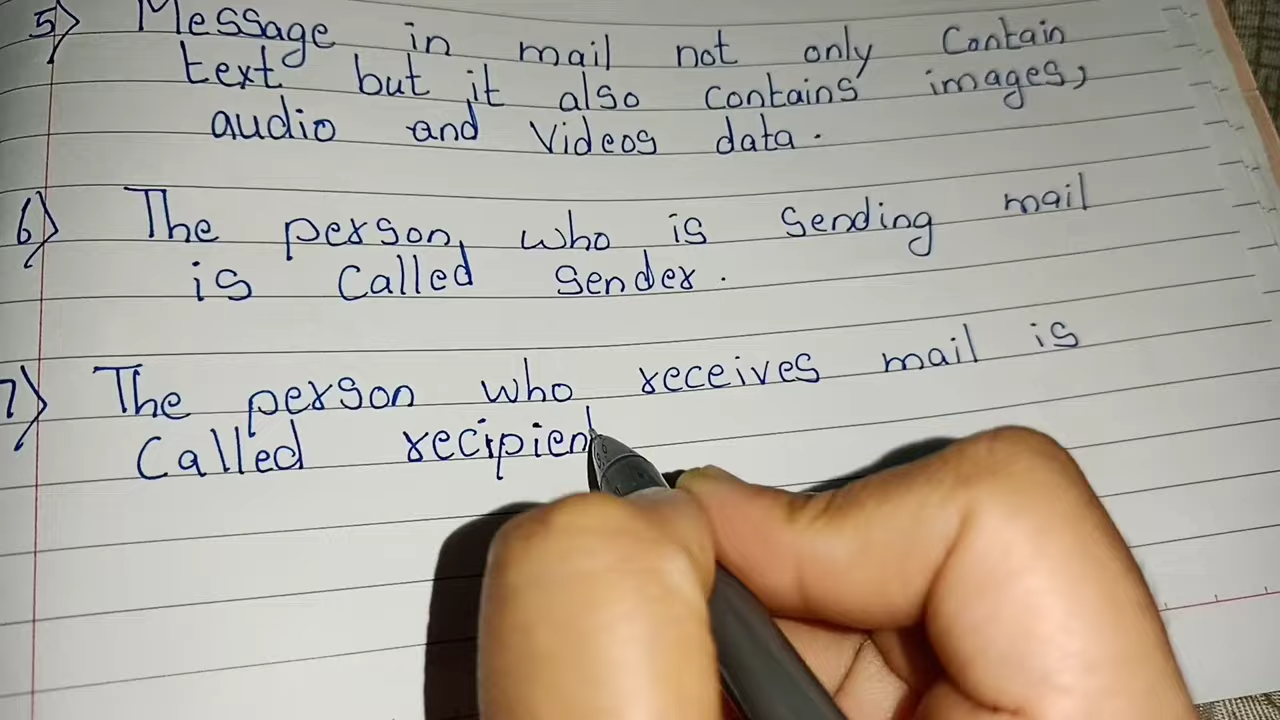 5) Message in mail not only contain
text but it also contains images,
audio and videos data.
6) The person, who is sending mail
is called sender.
7) The person who receives mail is
Called recipient